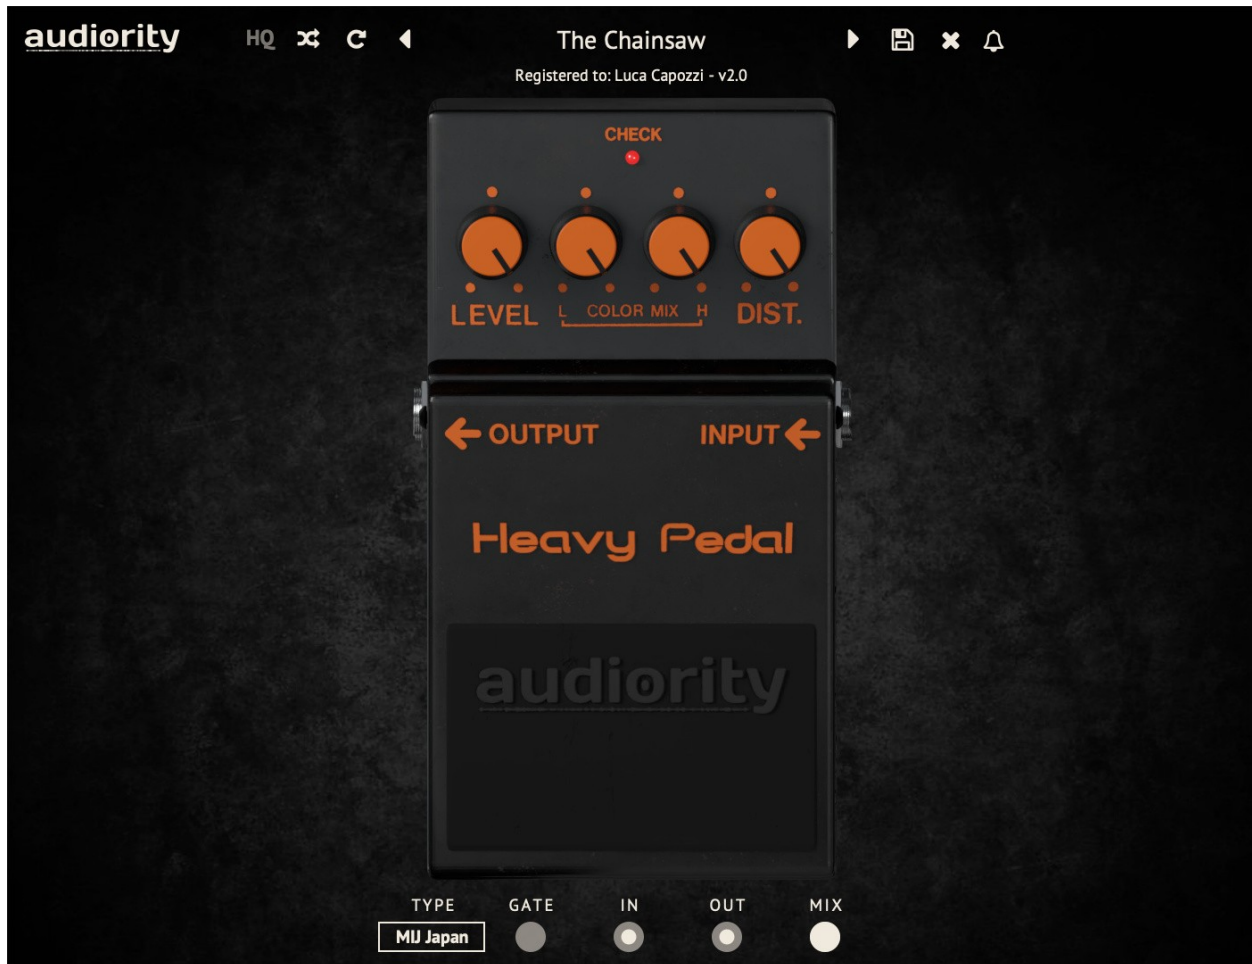 audiority
HQ
The Chainsaw
Registered to: Luca Capozzi - v2.0
CHECK
LEVEL
L COLOR MIX H
DIST.
OUTPUT
INPUT
Heavy Pedal
audiority
TYPE GATE IN OUT MIX
MIJ Japan